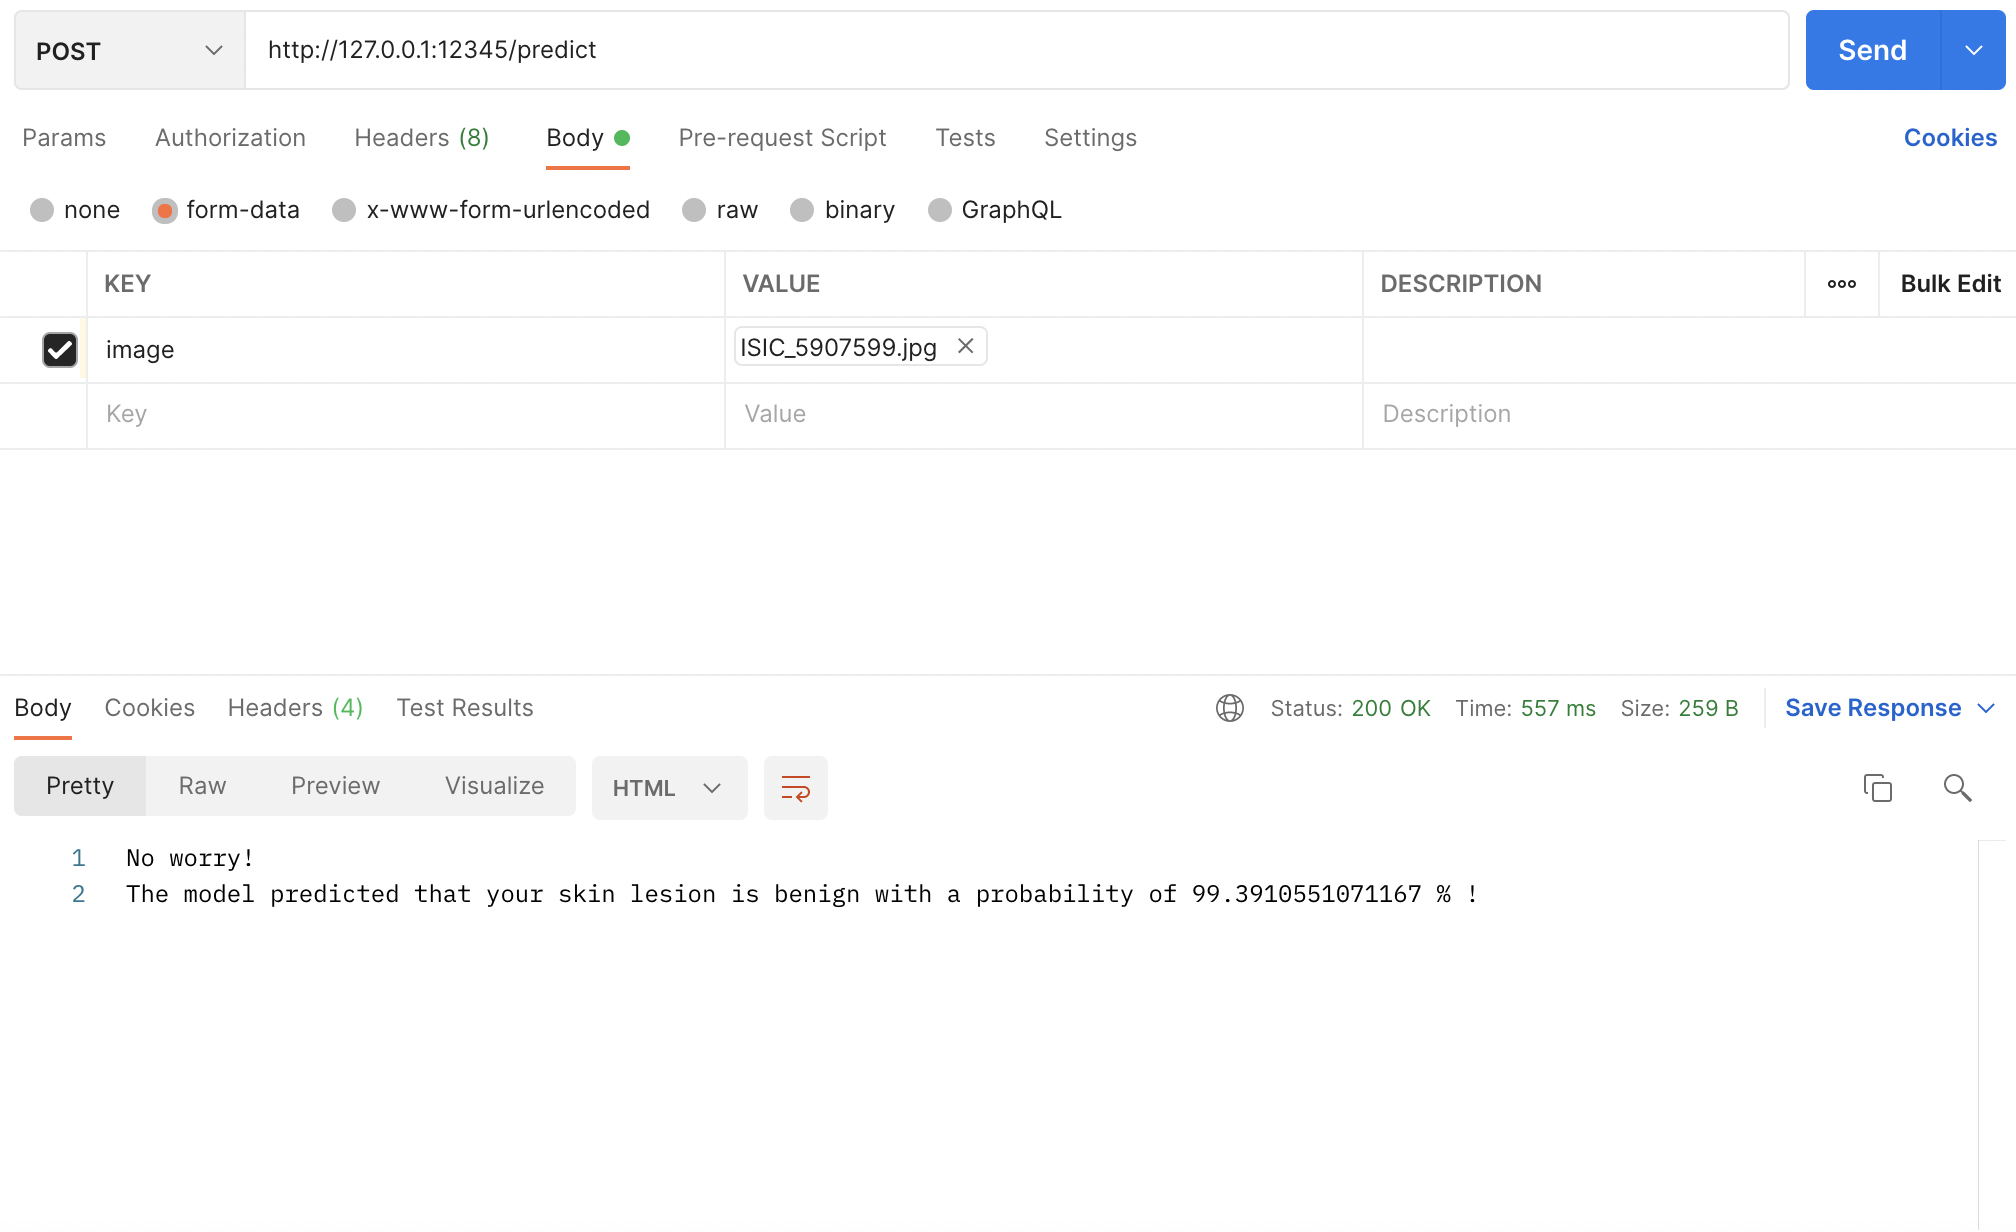 POST http://127.0.0.1:12345/predict Send
Params Authorization Headers (8) Body Pre-request Script Tests Settings Cookies
none form-data x-www-form-urlencoded raw binary GraphQL
KEY VALUE DESCRIPTION ooo Bulk Edit
image ISIC_5907599.jpg
Key Value Description
Body Cookies Headers (4) Test Results Status: 200 OK Time: 557 ms Size: 259 B Save Response
Pretty Raw Preview Visualize HTML
1 No worry!
2 The model predicted that your skin lesion is benign with a probability of 99.3910551071167 % !